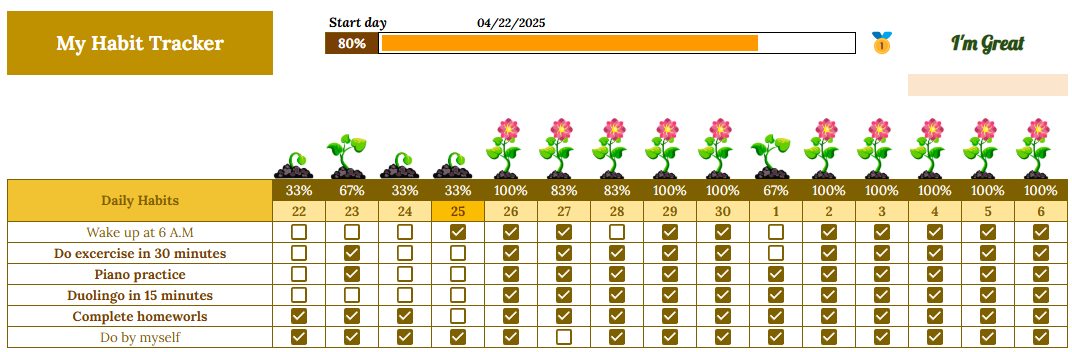 Start day 04/22/2025
My Habit Tracker 80% 1 I'm Great
Daily Habits 33% 67% 33% 33% 100% 83% 83% 100% 100% 67% 100% 100% 100% 100% 100%
22 23 24 25 26 27 28 29 30 1 2 3 4 5 6
Wake up at 6 A.M
Do excercise in 30 minutes
Piano practice
Duolingo in 15 minutes
Complete homeworls
Do by myself